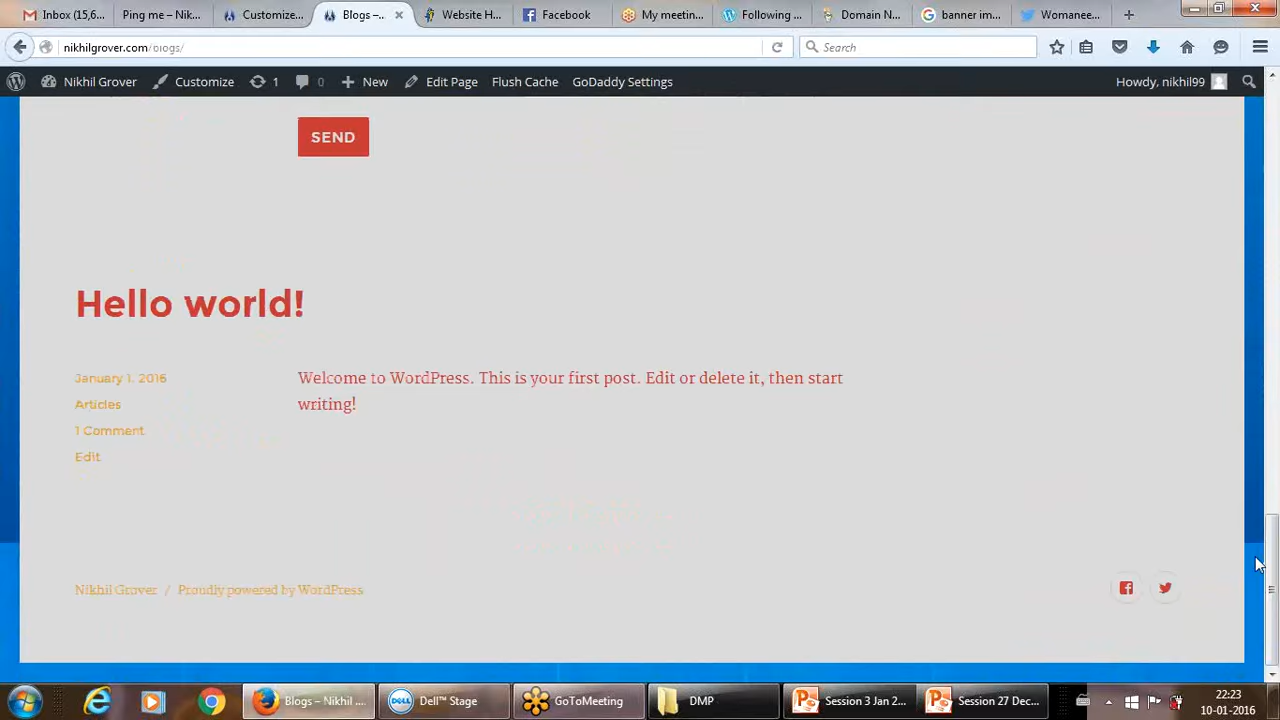 Inbox (15,6...
Ping me – Nik...
Customize...
Blogs –...
Website H...
Facebook
My meetin...
Following ...
Domain N...
banner im...
Womanee...
nikhilgrover.com/blogs/
Search
Nikhil Grover
Customize
1
0
New
Edit Page
Flush Cache
GoDaddy Settings
Howdy, nikhil99
SEND
Hello world!
January 1, 2016
Articles
1 Comment
Edit
Welcome to WordPress. This is your first post. Edit or delete it, then start
writing!
Nikhil Grover / Proudly powered by WordPress
Blogs – Nikhil ...
Dell™ Stage
GoToMeeting
DMP
Session 3 Jan 2...
Session 27 Dec...
22:23
10-01-2016